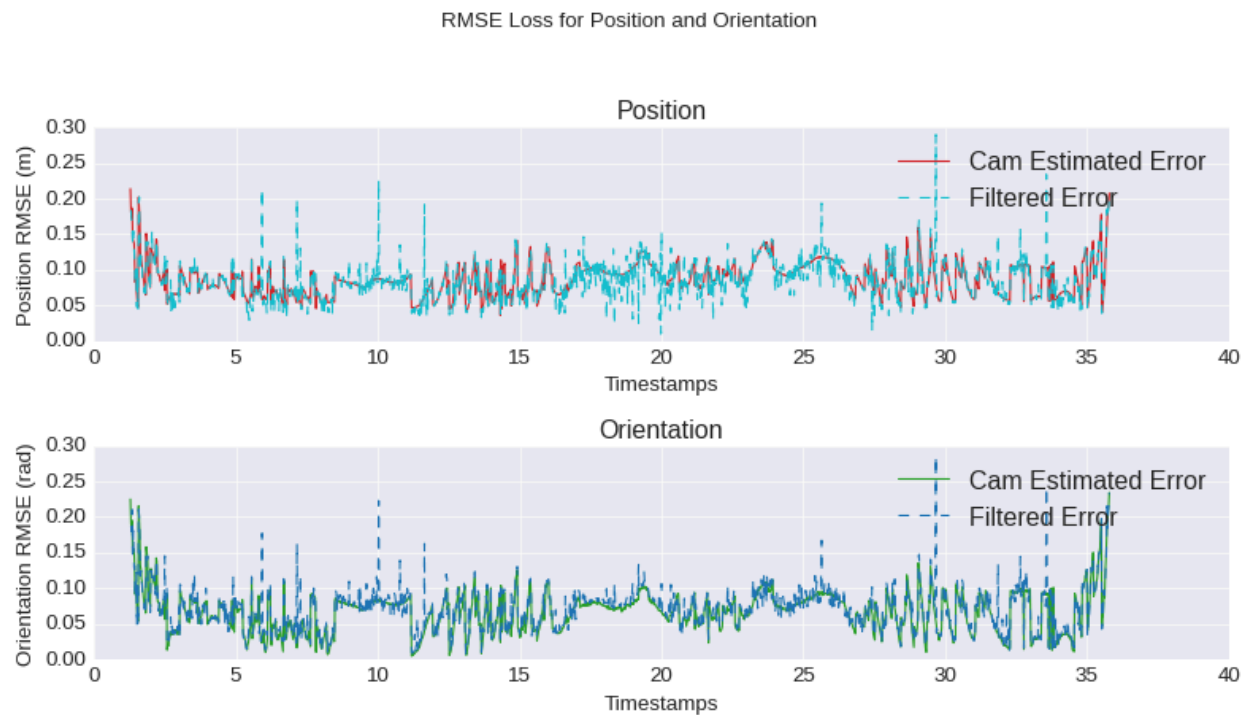 RMSE Loss for Position and Orientation
Position
Position RMSE (m)
0.30
0.25
0.20
0.15
0.10
0.05
0.00
Cam Estimated Error
Filtered Error
0 5 10 15 20 25 30 35 40
Timestamps
Orientation
Orientation RMSE (rad)
0.30
0.25
0.20
0.15
0.10
0.05
0.00
Cam Estimated Error
Filtered Error
0 5 10 15 20 25 30 35 40
Timestamps